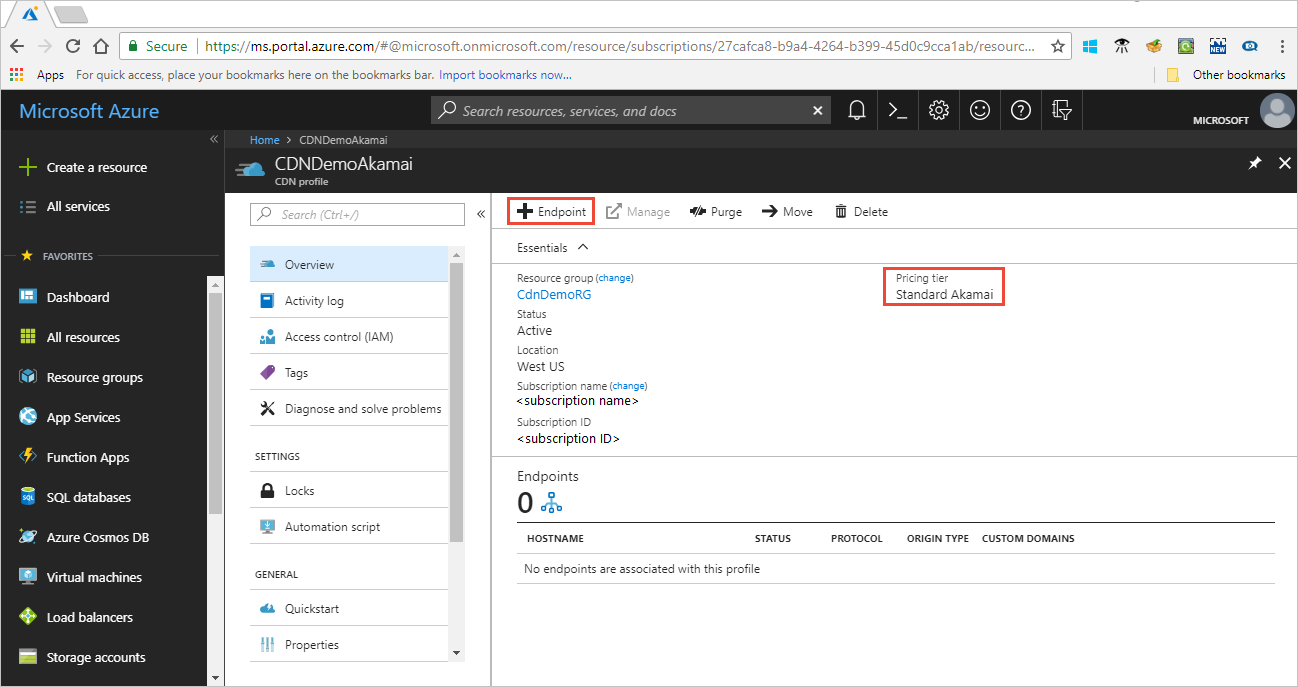 Secure
https://ms.portal.azure.com/#@microsoft.onmicrosoft.com/resource/subscriptions/27cafca8-b9a4-4264-b399-45d0c9cca1ab/resourc...
NEW
Apps
For quick access, place your bookmarks here on the bookmarks bar. Import bookmarks now...
Other bookmarks
Microsoft Azure
Search resources, services, and docs
MICROSOFT
Create a resource
All services
FAVORITES
Dashboard
All resources
Resource groups
App Services
Function Apps
SQL databases
Azure Cosmos DB
Virtual machines
Load balancers
Storage accounts
Home > CDNDemoAkamai
CDNDemoAkamai
CDN profile
Search (Ctrl+/)
Overview
Activity log
Access control (IAM)
Tags
Diagnose and solve problems
SETTINGS
Locks
Automation script
GENERAL
Quickstart
Properties
Endpoint
Manage
Purge
Move
Delete
Essentials
Resource group (change)
CdnDemoRG
Status
Active
Location
West US
Subscription name (change)
<subscription name>
Subscription ID
<subscription ID>
Pricing tier
Standard Akamai
Endpoints
0
HOSTNAME STATUS PROTOCOL ORIGIN TYPE CUSTOM DOMAINS
No endpoints are associated with this profile